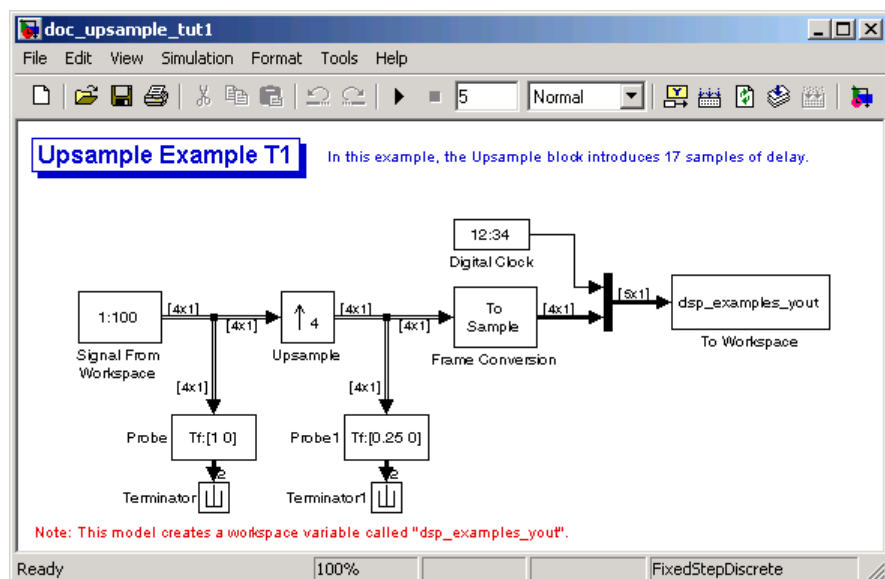 doc_upsample_tut1
File Edit View Simulation Format Tools Help
5 Normal
Upsample Example T1
In this example, the Upsample block introduces 17 samples of delay.
12:34
Digital Clock
1:100
Signal From
Workspace
[4x1]
[4x1]
[4x1]
↑4
Upsample
[4x1]
[4x1]
[4x1]
To
Sample
Frame Conversion
[4x1]
[5x1]
dsp_examples_yout
To Workspace
Probe
Tf:[1 0]
2
Terminator
Probe1
Tf:[0.25 0]
2
Terminator1
Note: This model creates a workspace variable called "dsp_examples_yout".
Ready 100% FixedStepDiscrete